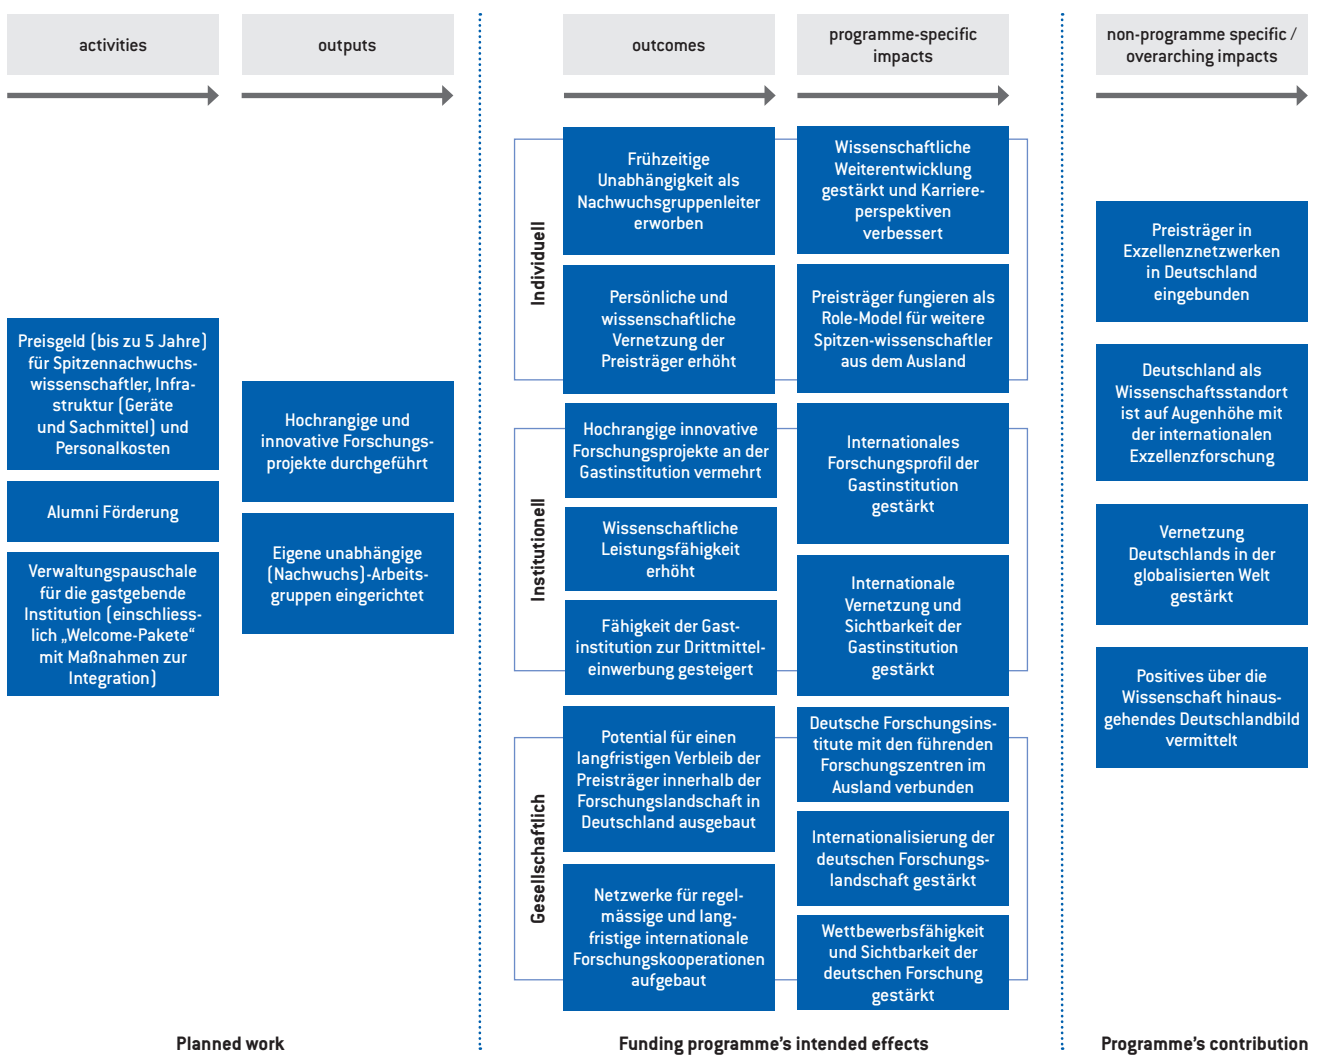 activities
outputs
outcomes
programme-specific
impacts
non-programme specific /
overarching impacts
Preisgeld (bis zu 5 Jahre)
für Spitzennachwuchs-
wissenschaftler, Infra-
struktur (Geräte
und Sachmittel) und
Personalkosten
Alumni Förderung
Verwaltungspauschale
für die gastgebende
Institution (einschliess-
lich „Welcome-Pakete“
mit Maßnahmen zur
Integration)
Hochrangige und
innovative Forschungs-
projekte durchgeführt
Eigene unabhängige
(Nachwuchs)-Arbeits-
gruppen eingerichtet
Individuell
Frühzeitige
Unabhängigkeit als
Nachwuchsgruppenleiter
erworben
Persönliche und
wissenschaftliche
Vernetzung der
Preisträger erhöht
Wissenschaftliche
Weiterentwicklung
gestärkt und Karriere-
perspektiven
verbessert
Preisträger fungieren als
Role-Model für weitere
Spitzen-wissenschaftler
aus dem Ausland
Institutionell
Hochrangige innovative
Forschungsprojekte an der
Gastinstitution vermehrt
Wissenschaftliche
Leistungsfähigkeit
erhöht
Fähigkeit der Gast-
institution zur Drittmittel-
einwerbung gesteigert
Internationales
Forschungsprofil der
Gastinstitution
gestärkt
Internationale
Vernetzung und
Sichtbarkeit der
Gastinstitution
gestärkt
Gesellschaftlich
Potential für einen
langfristigen Verbleib der
Preisträger innerhalb der
Forschungslandschaft in
Deutschland ausgebaut
Netzwerke für regel-
mässige und lang-
fristige internationale
Forschungskooperationen
aufgebaut
Deutsche Forschungsins-
titute mit den führenden
Forschungszentren im
Ausland verbunden
Internationalisierung der
deutschen Forschungs-
landschaft gestärkt
Wettbewerbsfähigkeit
und Sichtbarkeit der
deutschen Forschung
gestärkt
Preisträger in
Exzellenznetzwerken
in Deutschland
eingebunden
Deutschland als
Wissenschaftsstandort
ist auf Augenhöhe mit
der internationalen
Exzellenzforschung
Vernetzung
Deutschlands in der
globalisierten Welt
gestärkt
Positives über die
Wissenschaft hinaus-
gehendes Deutschlandbild
vermittelt
Planned work
Funding programme’s intended effects
Programme’s contribution